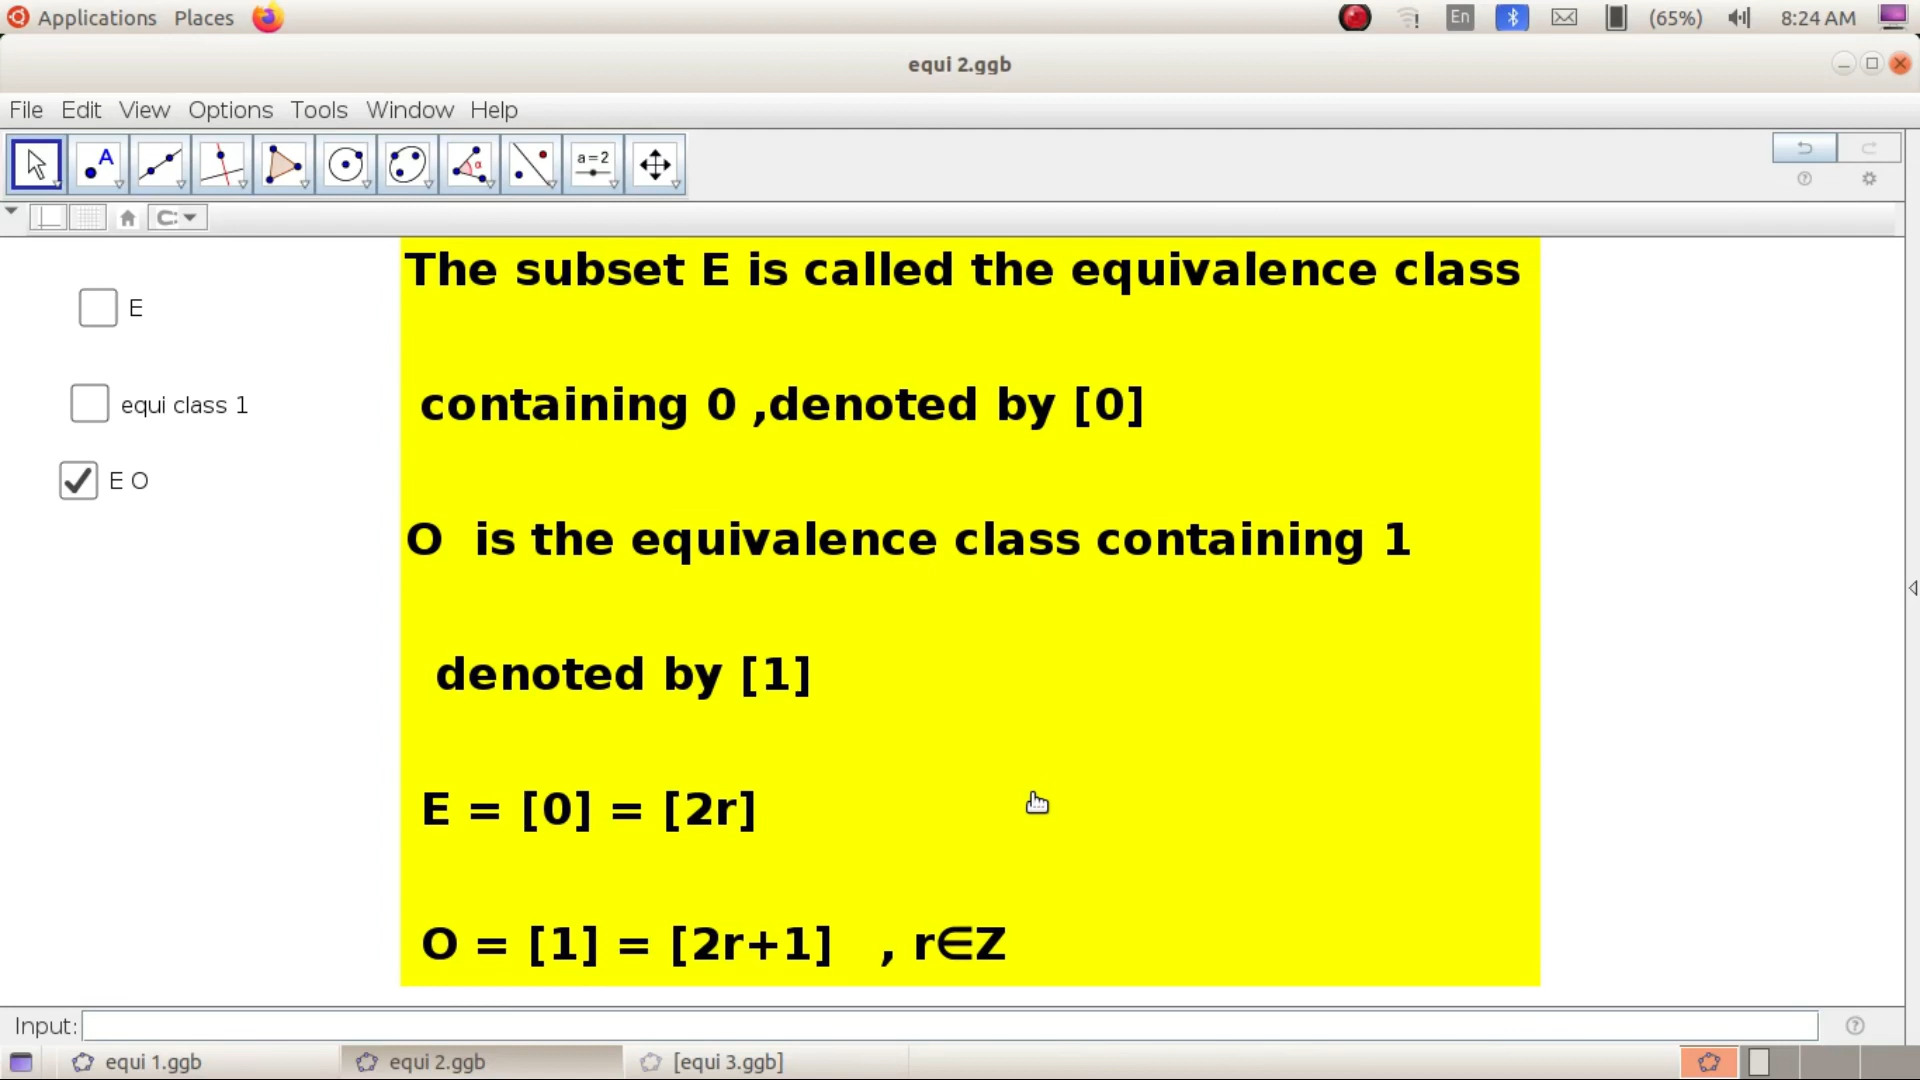 Applications Places En (65%) 8:24 AM
equi 2.ggb
File Edit View Options Tools Window Help
A α a=2
E
equi class 1
E O
The subset E is called the equivalence class
containing 0 ,denoted by [0]
O is the equivalence class containing 1
denoted by [1]
E = [0] = [2r]
O = [1] = [2r+1] , r∈Z
Input:
equi 1.ggb equi 2.ggb [equi 3.ggb]